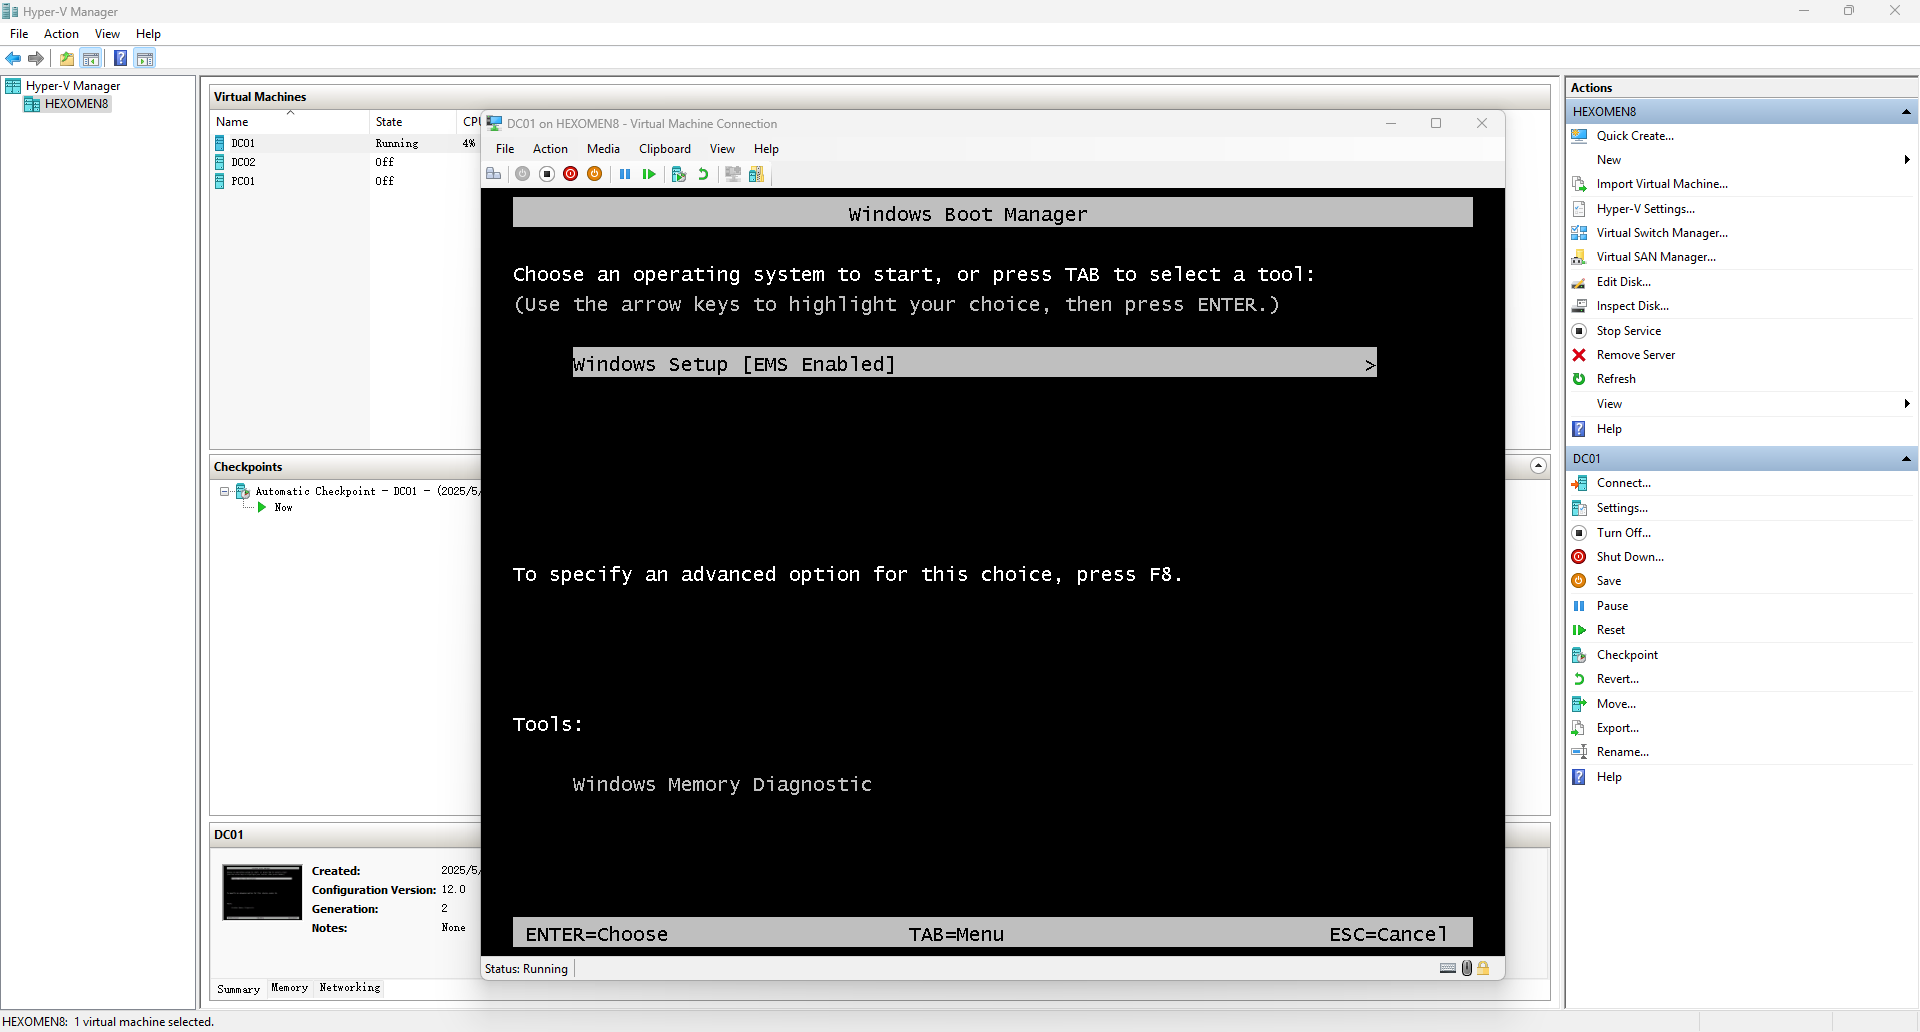 Hyper-V Manager
File Action View Help
Hyper-V Manager
HEXOMEN8
Virtual Machines
Name State CPU
DC01 Running 4%
DC02 Off
PC01 Off
Checkpoints
Automatic Checkpoint - DC01 - (2025/5/
Now
DC01
Created: 2025/5/
Configuration Version: 12.0
Generation: 2
Notes: None
Summary Memory Networking
DC01 on HEXOMEN8 - Virtual Machine Connection
File Action Media Clipboard View Help
Windows Boot Manager
Choose an operating system to start, or press TAB to select a tool:
(Use the arrow keys to highlight your choice, then press ENTER.)
Windows Setup [EMS Enabled] >
To specify an advanced option for this choice, press F8.
Tools:
Windows Memory Diagnostic
ENTER=Choose TAB=Menu ESC=Cancel
Status: Running
Actions
HEXOMEN8
Quick Create...
New
Import Virtual Machine...
Hyper-V Settings...
Virtual Switch Manager...
Virtual SAN Manager...
Edit Disk...
Inspect Disk...
Stop Service
Remove Server
Refresh
View
Help
DC01
Connect...
Settings...
Turn Off...
Shut Down...
Save
Pause
Reset
Checkpoint
Revert...
Move...
Export...
Rename...
Help
HEXOMEN8: 1 virtual machine selected.